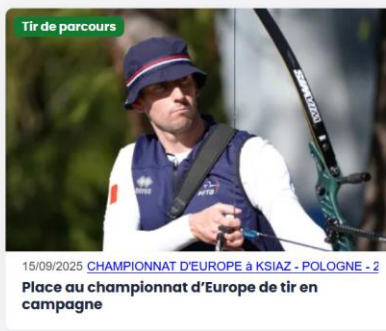 Tir de parcours
15/09/2025 CHAMPIONNAT D'EUROPE à KSIAZ - POLOGNE - 2
Place au championnat d’Europe de tir en
campagne